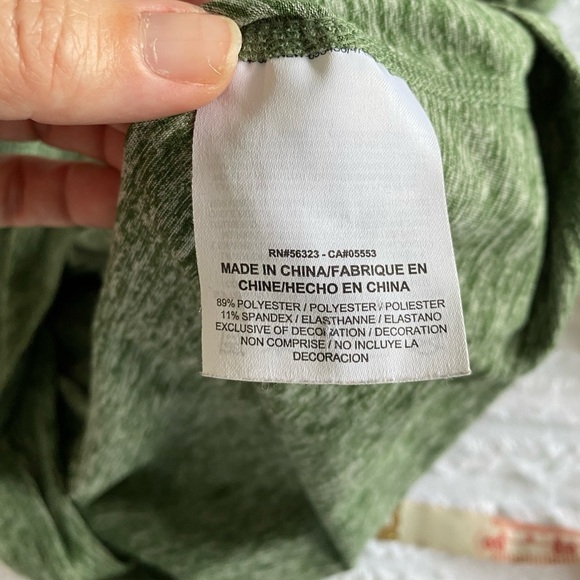 RN#56323 - CA#05553
MADE IN CHINA/FABRIQUE EN
CHINE/HECHO EN CHINA
89% POLYESTER / POLYESTER / POLIESTER
11% SPANDEX / ELASTHANNE / ELASTANO
EXCLUSIVE OF DECORATION / DECORATION
NON COMPRISE / NO INCLUYE LA
DECORACION